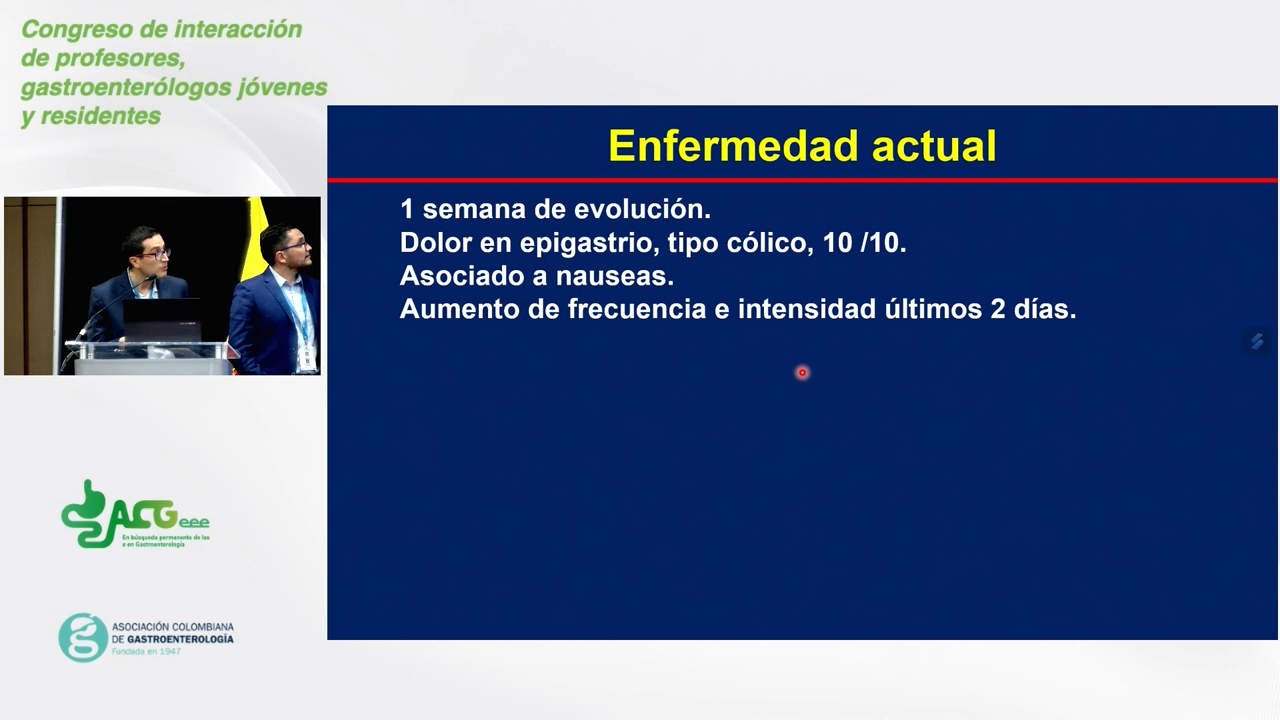 Congreso de interacción
de profesores,
gastroenterólogos jóvenes
y residentes
Enfermedad actual
1 semana de evolución.
Dolor en epigastrio, tipo cólico, 10 /10.
Asociado a nauseas.
Aumento de frecuencia e intensidad últimos 2 días.
ACGeee
En búsqueda permanente de las
e en Gastroenterología
ASOCIACIÓN COLOMBIANA
DE GASTROENTEROLOGÍA
Fundada en 1947